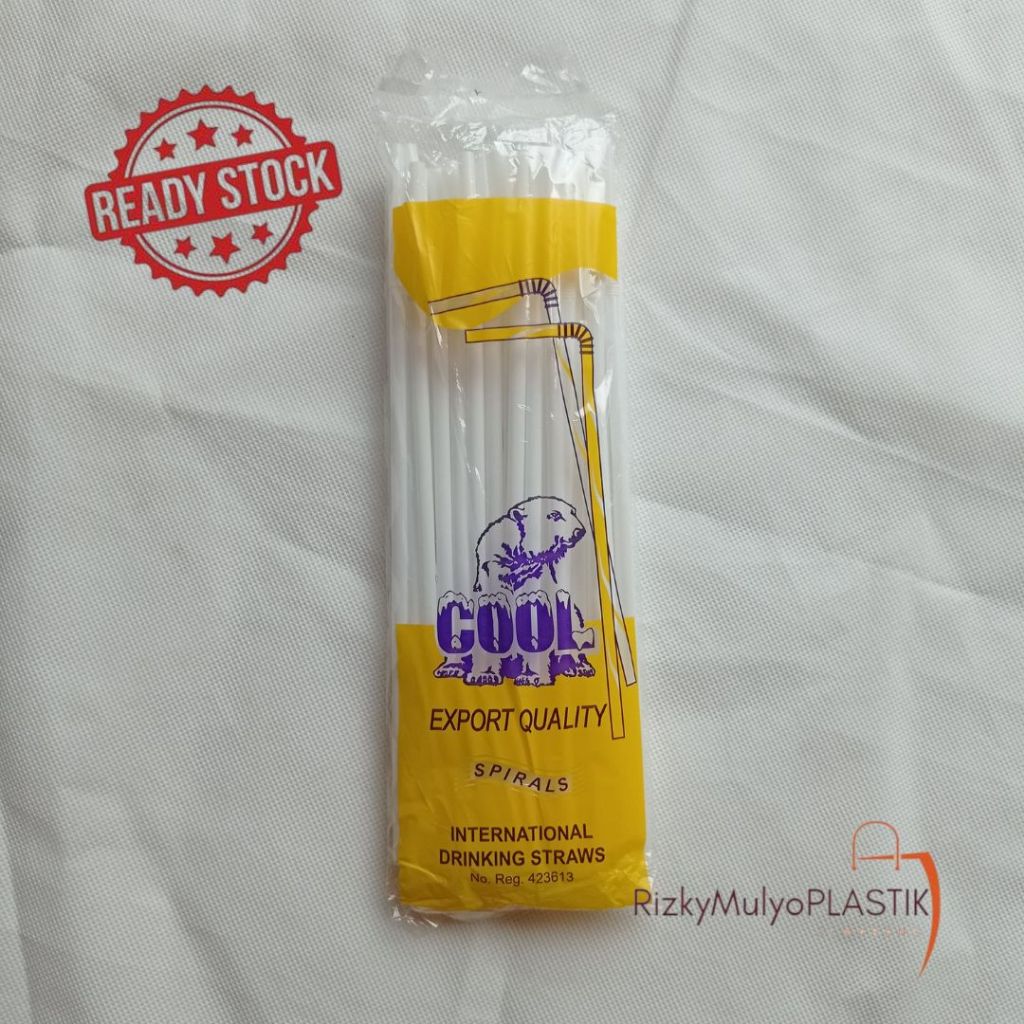 READY STOCK
COOL
EXPORT QUALITY
SPIRALS
INTERNATIONAL
DRINKING STRAWS
No. Reg. 423613
RizkyMulyoPLASTIK